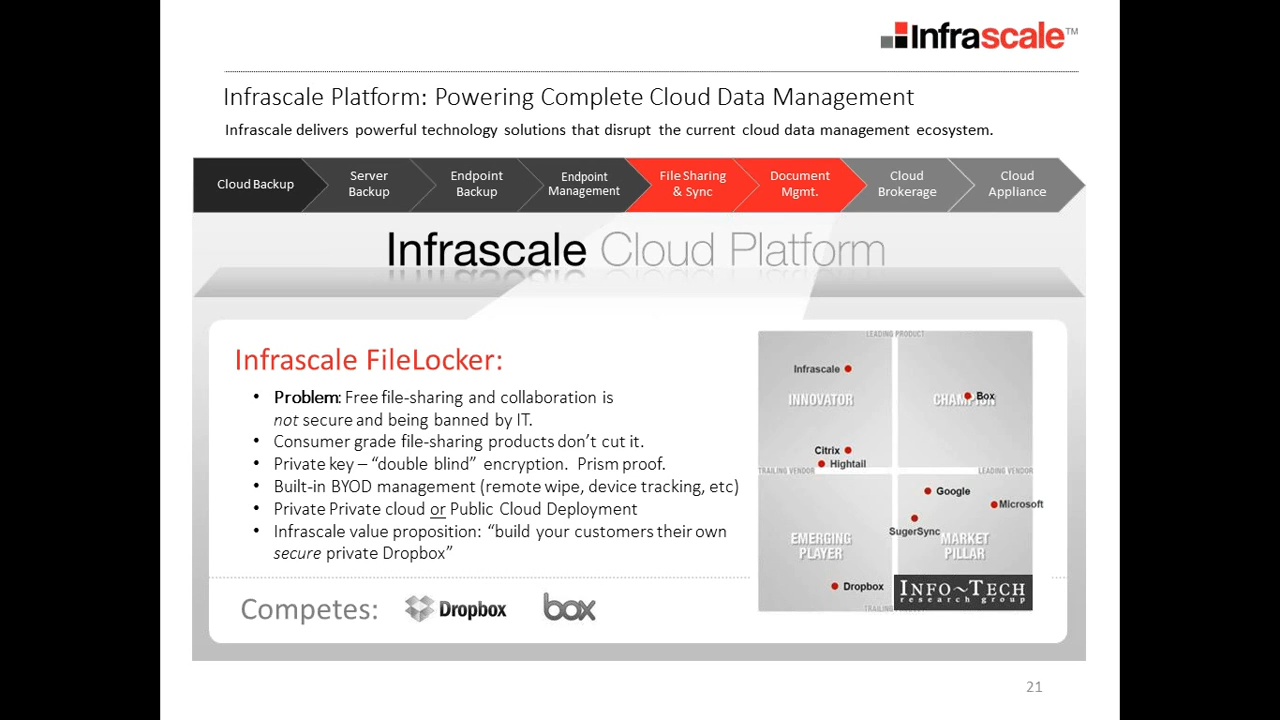 Infrascale™
Infrascale Platform: Powering Complete Cloud Data Management
Infrascale delivers powerful technology solutions that disrupt the current cloud data management ecosystem.
Cloud Backup
Server
Backup
Endpoint
Backup
Endpoint
Management
File Sharing
& Sync
Document
Mgmt.
Cloud
Brokerage
Cloud
Appliance
Infrascale Cloud Platform
Infrascale FileLocker:
• Problem: Free file-sharing and collaboration is
not secure and being banned by IT.
• Consumer grade file-sharing products don’t cut it.
• Private key – “double blind” encryption. Prism proof.
• Built-in BYOD management (remote wipe, device tracking, etc)
• Private Private cloud or Public Cloud Deployment
• Infrascale value proposition: “build your customers their own
secure private Dropbox”
Competes:
Dropbox
box
LEADING PRODUCT
Infrascale
INNOVATOR
CHAMPION
Box
Citrix
Hightail
TRAILING VENDOR
LEADING VENDOR
Google
Microsoft
SugerSync
EMERGING
PLAYER
MARKET
PILLAR
Dropbox
INFO~TECH
research group
TRAILING
21